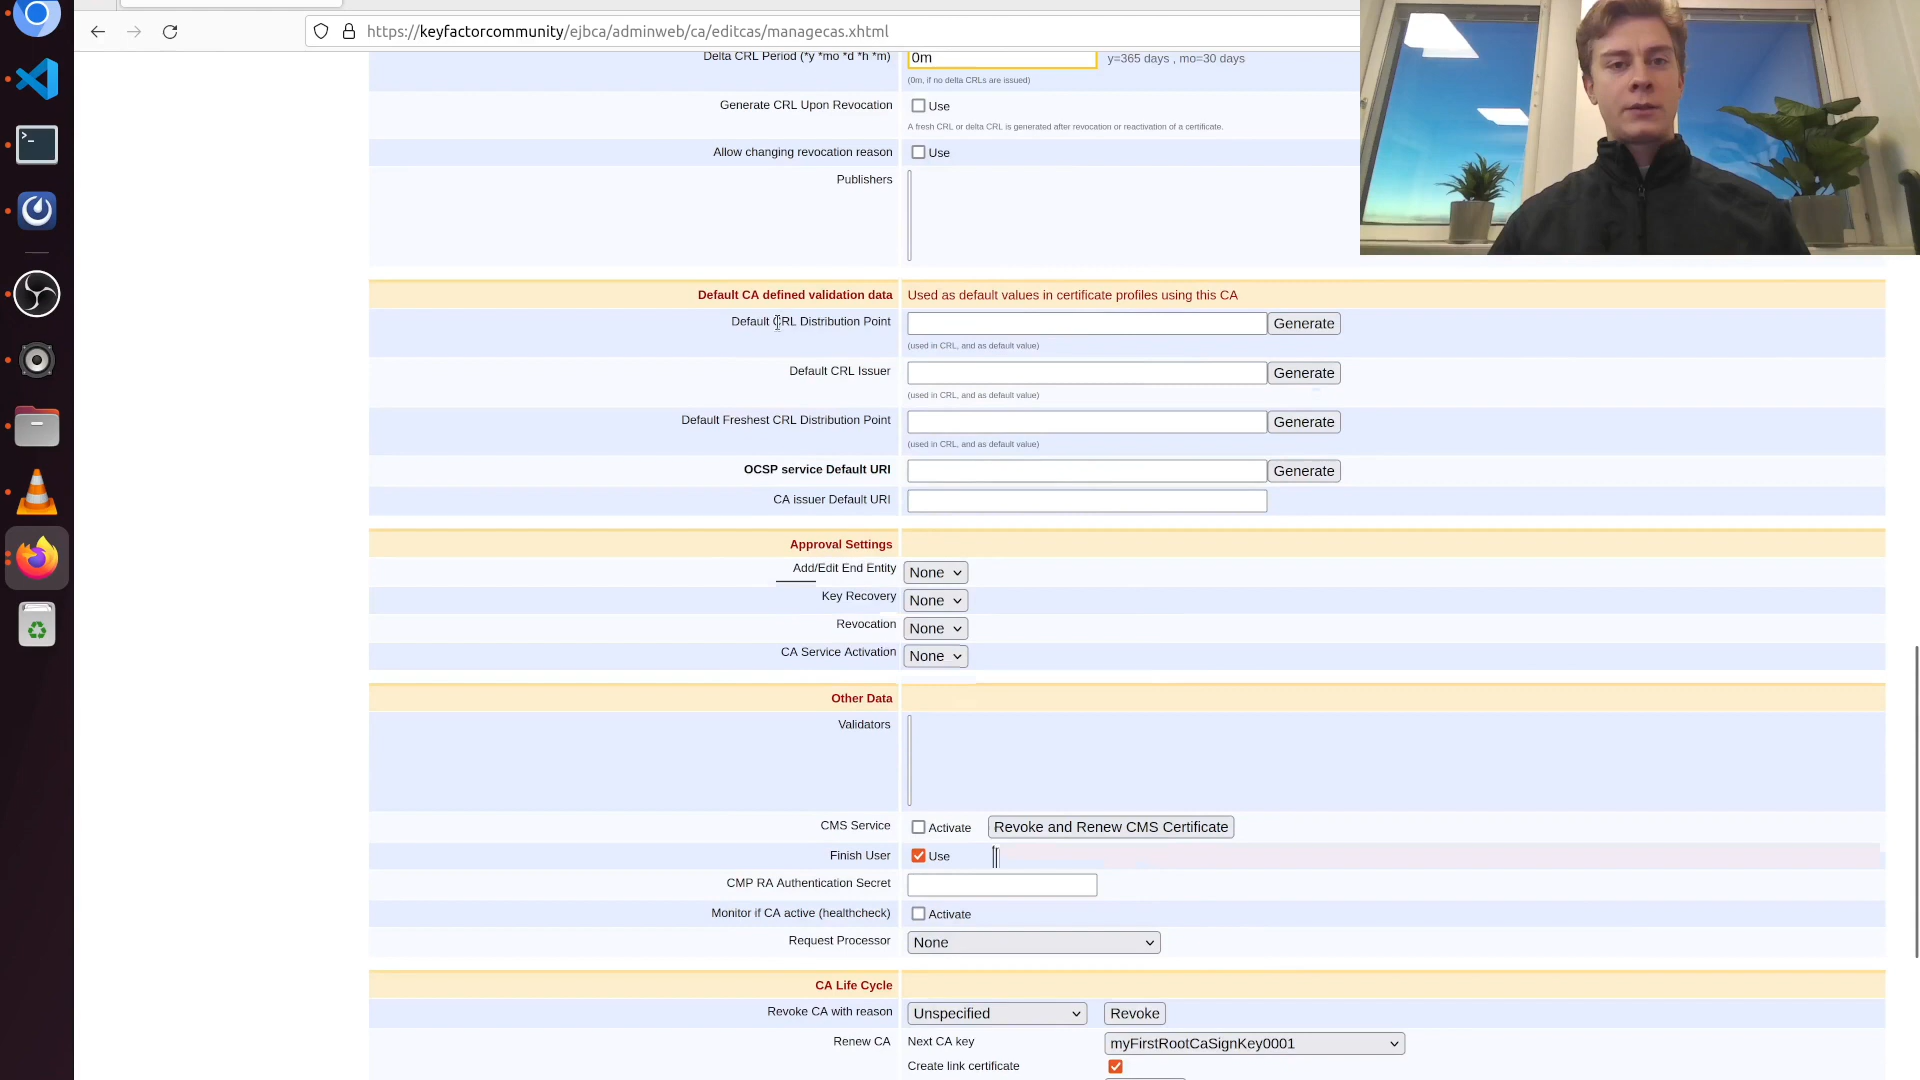 https://keyfactorcommunity/ejbca/adminweb/ca/editcas/managecas.xhtml
Delta CRL Period (*y *mo *d *h *m) 0m y=365 days , mo=30 days
(0m, if no delta CRLs are issued)
Generate CRL Upon Revocation Use
A fresh CRL or delta CRL is generated after revocation or reactivation of a certificate.
Allow changing revocation reason Use
Publishers
Default CA defined validation data Used as default values in certificate profiles using this CA
Default CRL Distribution Point Generate
(used in CRL, and as default value)
Default CRL Issuer Generate
(used in CRL, and as default value)
Default Freshest CRL Distribution Point Generate
(used in CRL, and as default value)
OCSP service Default URI Generate
CA issuer Default URI
Approval Settings
Add/Edit End Entity None
Key Recovery None
Revocation None
CA Service Activation None
Other Data
Validators
CMS Service Activate Revoke and Renew CMS Certificate
Finish User Use
CMP RA Authentication Secret
Monitor if CA active (healthcheck) Activate
Request Processor None
CA Life Cycle
Revoke CA with reason Unspecified Revoke
Renew CA Next CA key myFirstRootCaSignKey0001
Create link certificate